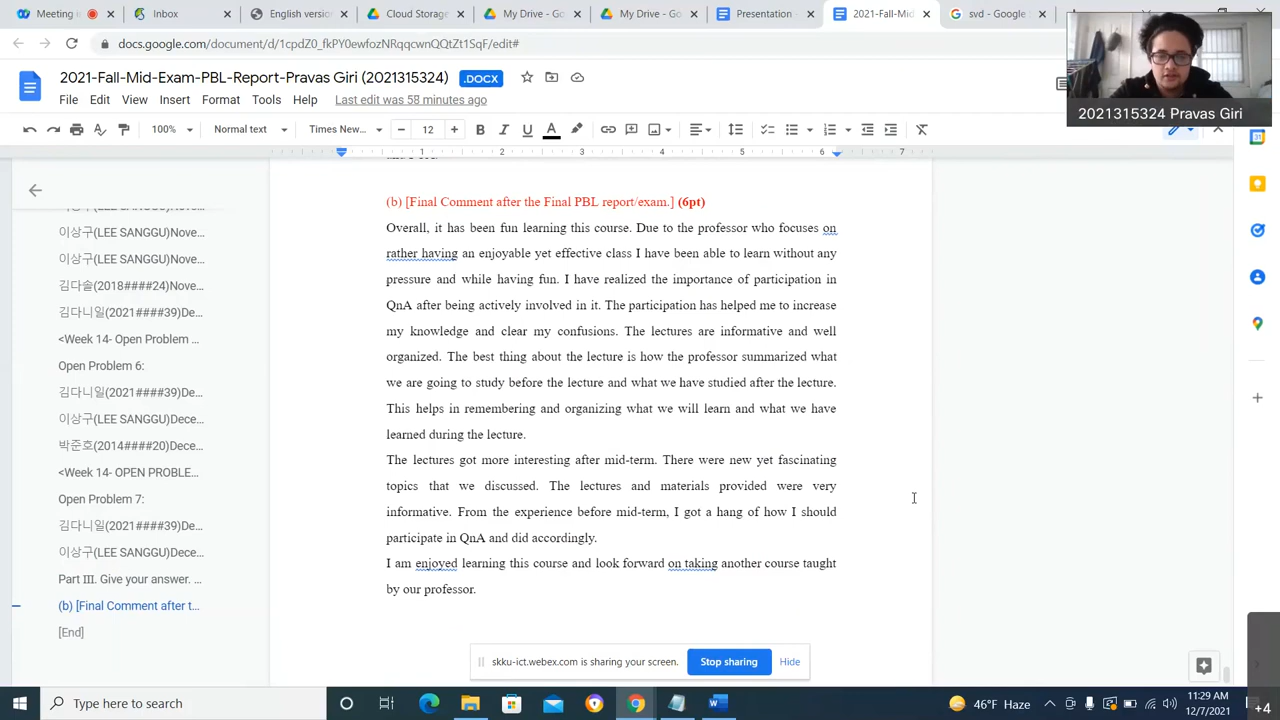 Meeting in
Inbox
English version
Cloud Storage
My Drive - Go
My Drive - Go
Presentation
2021-Fall-Mid
svd - Google S
docs.google.com/document/d/1cpdZ0_fkPY0ewfozNRqqcwnQQtZt1SqF/edit#
2021-Fall-Mid-Exam-PBL-Report-Pravas Giri (2021315324) .DOCX
File Edit View Insert Format Tools Help Last edit was 58 minutes ago
2021315324 Pravas Giri
100% Normal text Times New... 12 B I U A
1 1 2 3 4 5 6 7
이상구(LEE SANGGU)Nove...
김다솔(2018####24)Nove...
김다니일(2021####39)De...
<Week 14- Open Problem ...
Open Problem 6:
김다니일(2021####39)De...
이상구(LEE SANGGU)Dece...
박준호(2014####20)Dece...
<Week 14- OPEN PROBLE...
Open Problem 7:
김다니일(2021####39)De...
이상구(LEE SANGGU)Dece...
Part III. Give your answer. ...
(b) [Final Comment after t...
[End]
(b) [Final Comment after the Final PBL report/exam.] (6pt)
Overall, it has been fun learning this course. Due to the professor who focuses on
rather having an enjoyable yet effective class I have been able to learn without any
pressure and while having fun. I have realized the importance of participation in
QnA after being actively involved in it. The participation has helped me to increase
my knowledge and clear my confusions. The lectures are informative and well
organized. The best thing about the lecture is how the professor summarized what
we are going to study before the lecture and what we have studied after the lecture.
This helps in remembering and organizing what we will learn and what we have
learned during the lecture.
The lectures got more interesting after mid-term. There were new yet fascinating
topics that we discussed. The lectures and materials provided were very
informative. From the experience before mid-term, I got a hang of how I should
participate in QnA and did accordingly.
I am enjoyed learning this course and look forward on taking another course taught
by our professor.
skku-ict.webex.com is sharing your screen. Stop sharing Hide
Type here to search
46°F Haze
11:29 AM
12/7/2021
+4